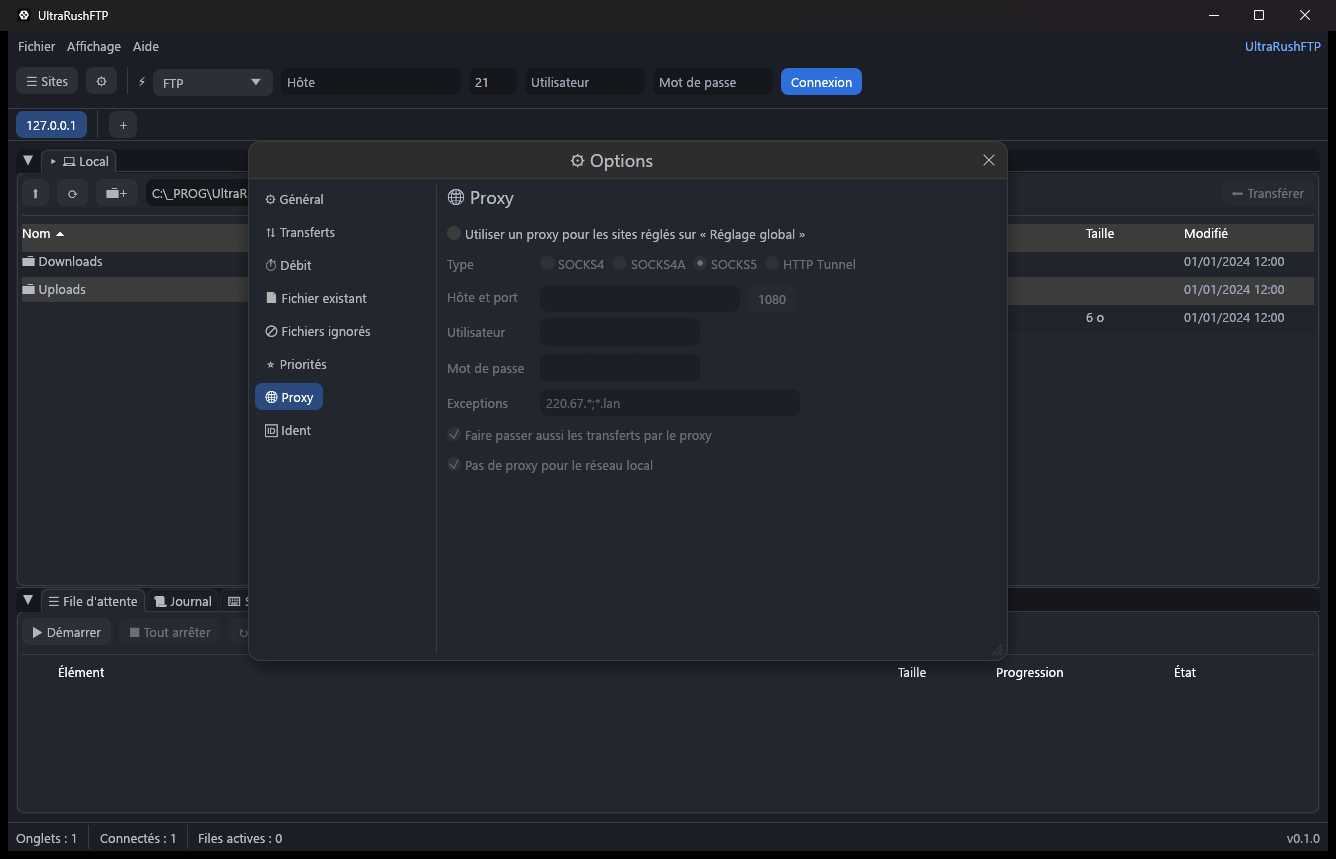 UltraRushFTP
Fichier Affichage Aide UltraRushFTP
Sites FTP Hôte 21 Utilisateur Mot de passe Connexion
127.0.0.1 +
Local
C:\_PROG\UltraR
Transférer
Nom Taille Modifié
Downloads 01/01/2024 12:00
Uploads 01/01/2024 12:00
6 o 01/01/2024 12:00
Options
Général
Transferts
Débit
Fichier existant
Fichiers ignorés
Priorités
Proxy
Ident
Proxy
Utiliser un proxy pour les sites réglés sur « Réglage global »
Type SOCKS4 SOCKS4A SOCKS5 HTTP Tunnel
Hôte et port 1080
Utilisateur
Mot de passe
Exceptions 220.67.*;*.lan
Faire passer aussi les transferts par le proxy
Pas de proxy pour le réseau local
File d'attente Journal
Démarrer Tout arrêter
Élément Taille Progression État
Onglets : 1 Connectés : 1 Files actives : 0 v0.1.0